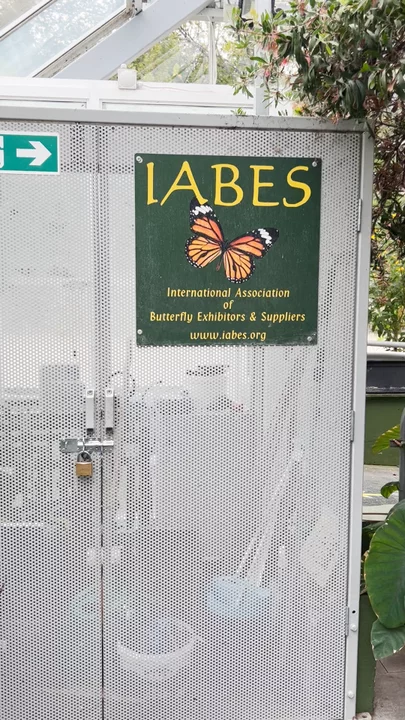 IABES
International Association
of
Butterfly Exhibitors & Suppliers
www.iabes.org